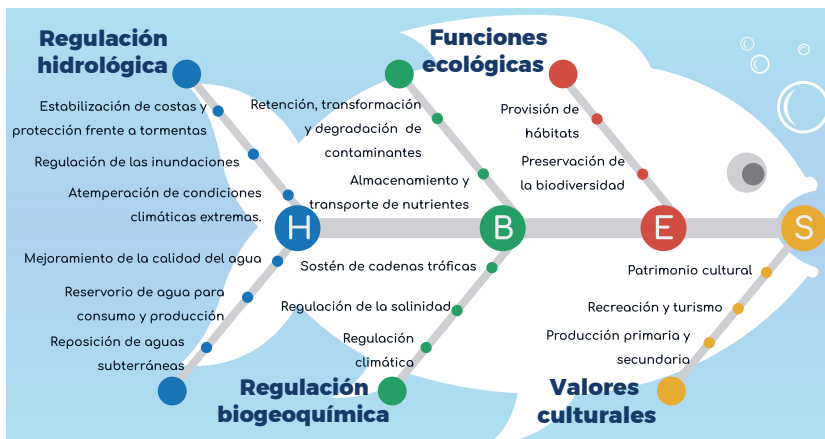 Regulación
hidrológica
Estabilización de costas y
protección frente a tormentas
Regulación de las inundaciones
Atemperación de condiciones
climáticas extremas.
H
Mejoramiento de la calidad del agua
Reservorio de agua para
consumo y producción
Reposición de aguas
subterráneas
Retención, transformación
y degradación de
contaminantes
Almacenamiento y
transporte de nutrientes
B
Sostén de cadenas tróficas
Regulación de la salinidad
Regulación
climática
Regulación
biogeoquímica
Funciones
ecológicas
Provisión de
hábitats
Preservación de
la biodiversidad
E
S
Patrimonio cultural
Recreación y turismo
Producción primaria y
secundaria
Valores
culturales